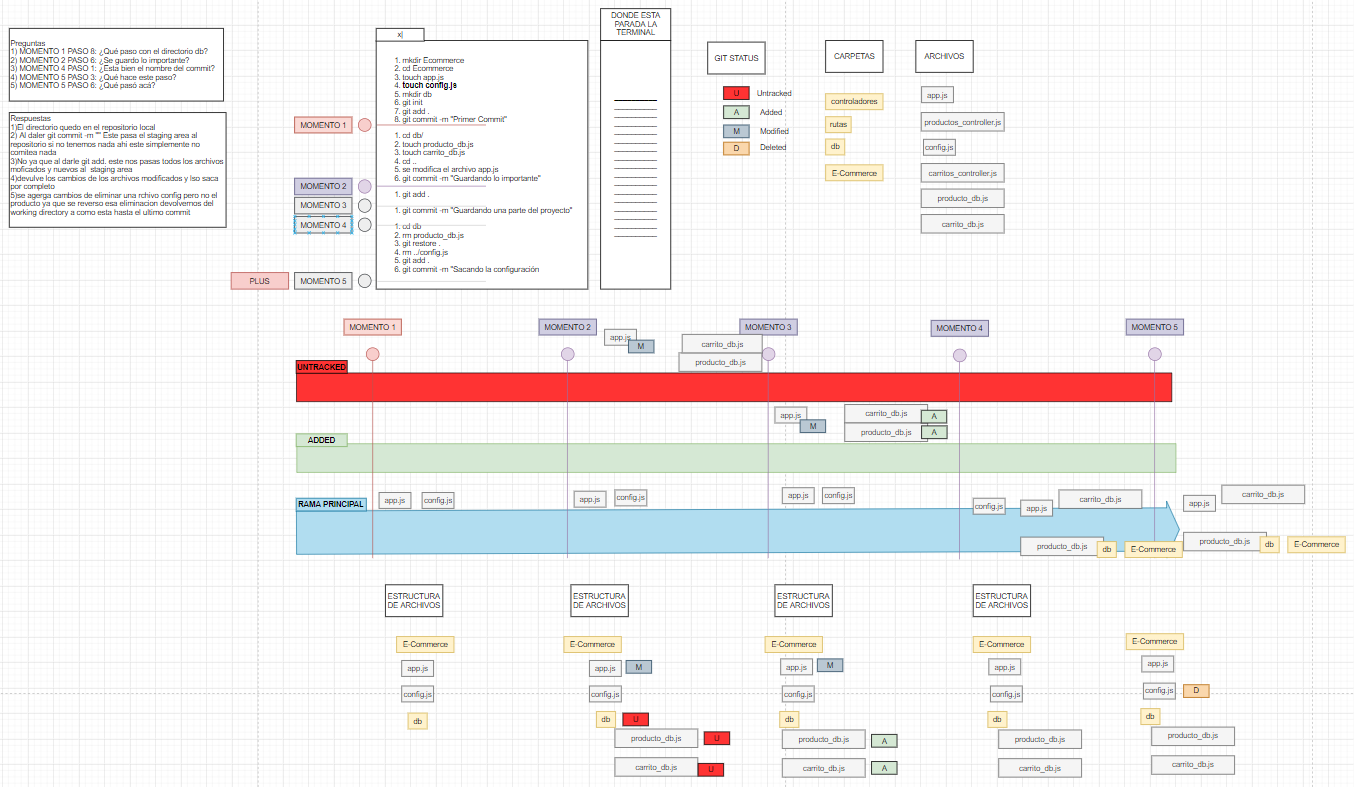 Preguntas
1) MOMENTO 1 PASO 8: ¿Qué paso con el directorio db?
2) MOMENTO 2 PASO 6: ¿Se guardo lo importante?
3) MOMENTO 4 PASO 1: ¿Esta bien el nombre del commit?
4) MOMENTO 5 PASO 3: ¿Qué hace este paso?
5) MOMENTO 5 PASO 6: ¿Qué pasó acá?
Respuestas
1)El directorio quedo en el repositorio local
2) Al daler git commit -m "" Este pasa el staging area al
repositorio si no tenemos nada ahi este simplemente no
comitea nada
3)No ya que al darle git add. este nos pasas todos los archivos
moficados y nuevos al staging area
4)devulve los cambios de los archivos modificados y lso saca
por completo
5)se agerga cambios de eliminar una rchivo config pero no el
producto ya que se reverso esa eliminacion devolvemos del
working directory a como esta hasta el ultimo commit
x|
1. mkdir Ecommerce
2. cd Ecommerce
3. touch app.js
4. touch config.js
5. mkdir db
6. git init
7. git add .
8. git commit -m "Primer Commit"
MOMENTO 1
1. cd db/
2. touch producto_db.js
3. touch carrito_db.js
4. cd ..
5. se modifica el archivo app.js
6. git commit -m "Guardando lo importante"
MOMENTO 2
1. git add .
MOMENTO 3
1. git commit -m "Guardando una parte del proyecto"
MOMENTO 4
1. cd db
2. rm producto_db.js
3. git restore .
4. rm ../config.js
5. git add .
6. git commit -m "Sacando la configuración
PLUS
MOMENTO 5
DONDE ESTA
PARADA LA
TERMINAL
GIT STATUS
U Untracked
A Added
M Modified
D Deleted
CARPETAS
controladores
rutas
db
E-Commerce
ARCHIVOS
app.js
productos_controller.js
config.js
carritos_controller.js
producto_db.js
carrito_db.js
MOMENTO 1
MOMENTO 2
MOMENTO 3
MOMENTO 4
MOMENTO 5
app.js
M
carrito_db.js
producto_db.js
UNTRACKED
app.js
M
carrito_db.js
A
producto_db.js
A
ADDED
RAMA PRINCIPAL
app.js
config.js
app.js
config.js
app.js
config.js
config.js
app.js
carrito_db.js
producto_db.js
db
E-Commerce
app.js
carrito_db.js
producto_db.js
db
E-Commerce
ESTRUCTURA
DE ARCHIVOS
E-Commerce
app.js
config.js
db
ESTRUCTURA
DE ARCHIVOS
E-Commerce
app.js
M
config.js
db
U
producto_db.js
U
carrito_db.js
U
ESTRUCTURA
DE ARCHIVOS
E-Commerce
app.js
M
config.js
db
producto_db.js
A
carrito_db.js
A
ESTRUCTURA
DE ARCHIVOS
E-Commerce
app.js
config.js
db
producto_db.js
carrito_db.js
E-Commerce
app.js
config.js
D
db
producto_db.js
carrito_db.js